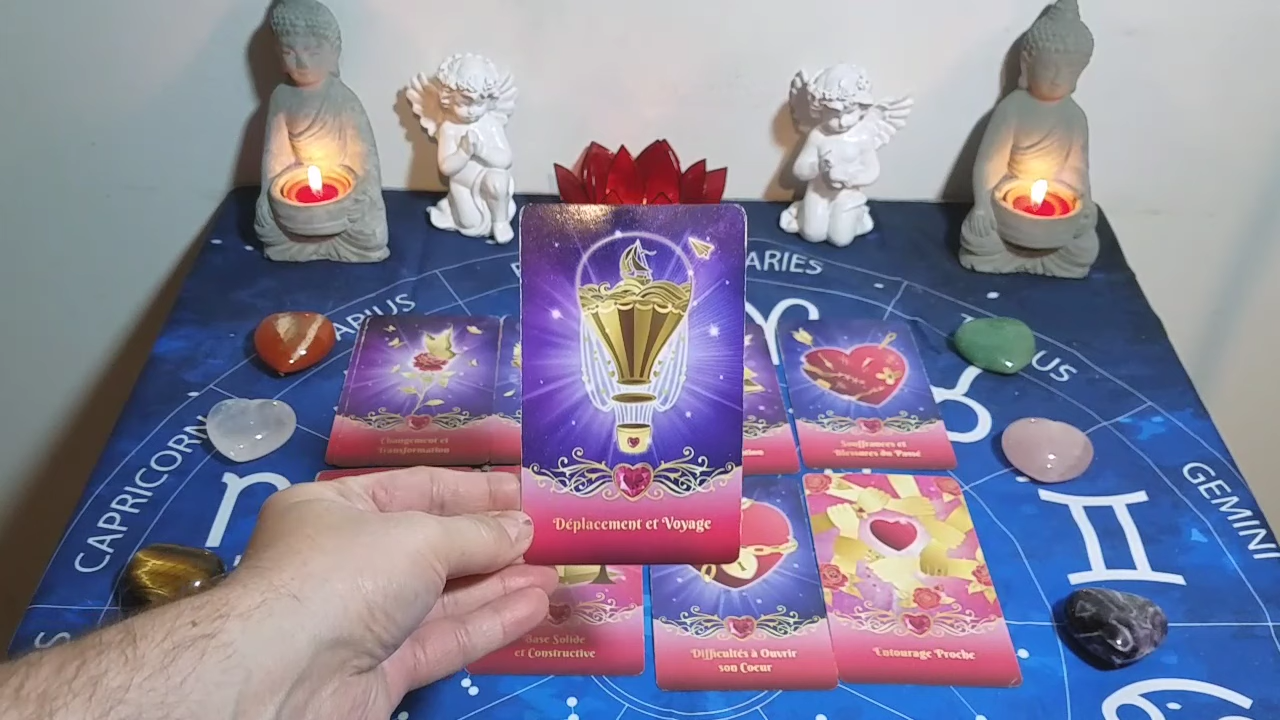 ARIES
GEMINI
CAPRICORN
Changement et
Transformation
Souffrances et
Blessures du Passé
Déplacement et Voyage
Base Solide
et Constructive
Difficultés à Ouvrir
son Coeur
Entourage Proche